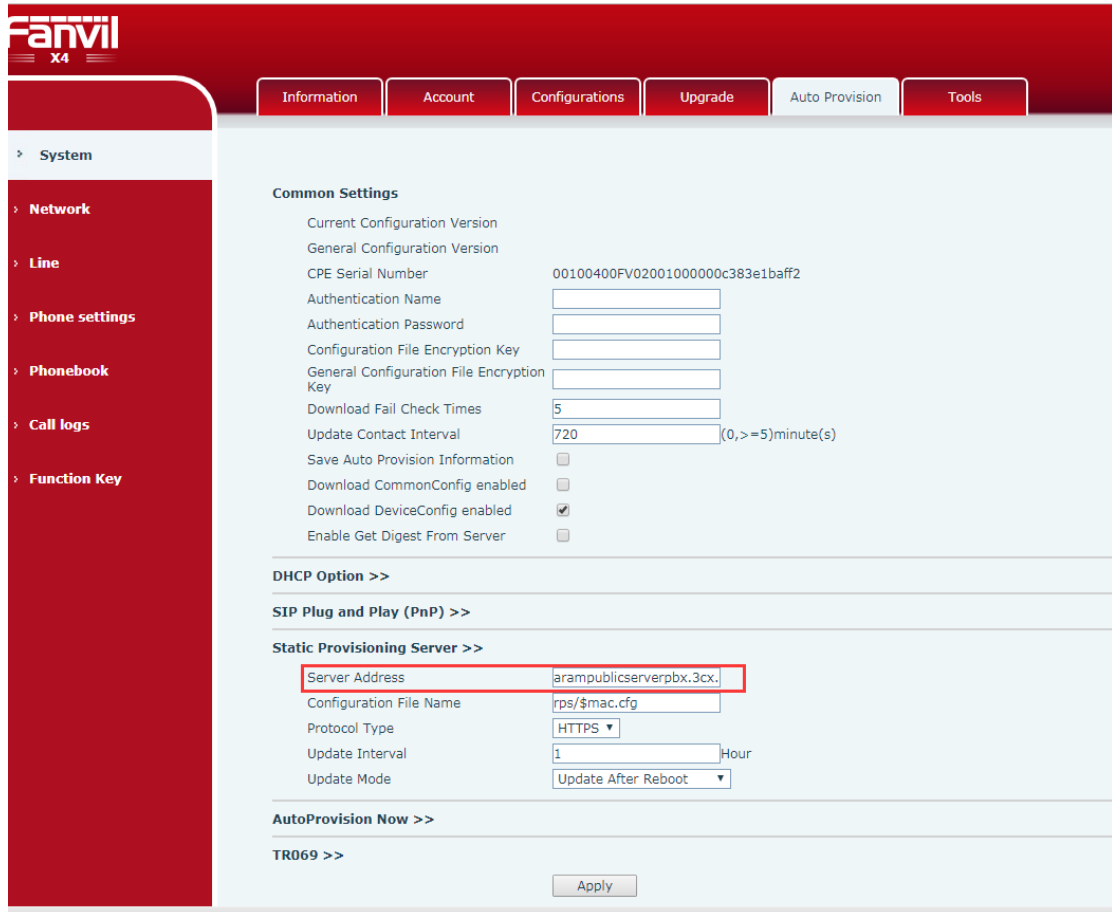 Fanvil
X4
Information Account Configurations Upgrade Auto Provision Tools
System
Network
Line
Phone settings
Phonebook
Call logs
Function Key
Common Settings
Current Configuration Version
General Configuration Version
CPE Serial Number 00100400FV02001000000c383e1baff2
Authentication Name
Authentication Password
Configuration File Encryption Key
General Configuration File Encryption
Key
Download Fail Check Times 5
Update Contact Interval 720 (0,>=5)minute(s)
Save Auto Provision Information
Download CommonConfig enabled
Download DeviceConfig enabled
Enable Get Digest From Server
DHCP Option >>
SIP Plug and Play (PnP) >>
Static Provisioning Server >>
Server Address arampublicserverpbx.3cx.
Configuration File Name rps/$mac.cfg
Protocol Type HTTPS
Update Interval 1 Hour
Update Mode Update After Reboot
AutoProvision Now >>
TR069 >>
Apply